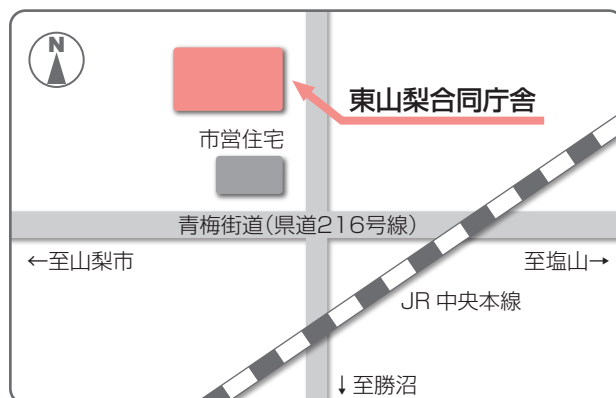 N
東山梨合同庁舎
市営住宅
青梅街道(県道216号線)
←至山梨市
至塩山→
JR 中央本線
↓至勝沼